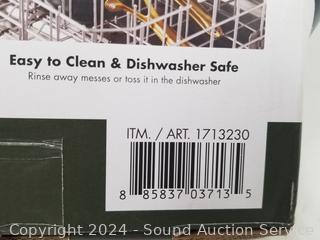 Easy to Clean & Dishwasher Safe
Rinse away messes or toss it in the dishwasher
ITM. / ART. 1713230
8 85837 03713 5
Copyright 2024 - Sound Auction Service